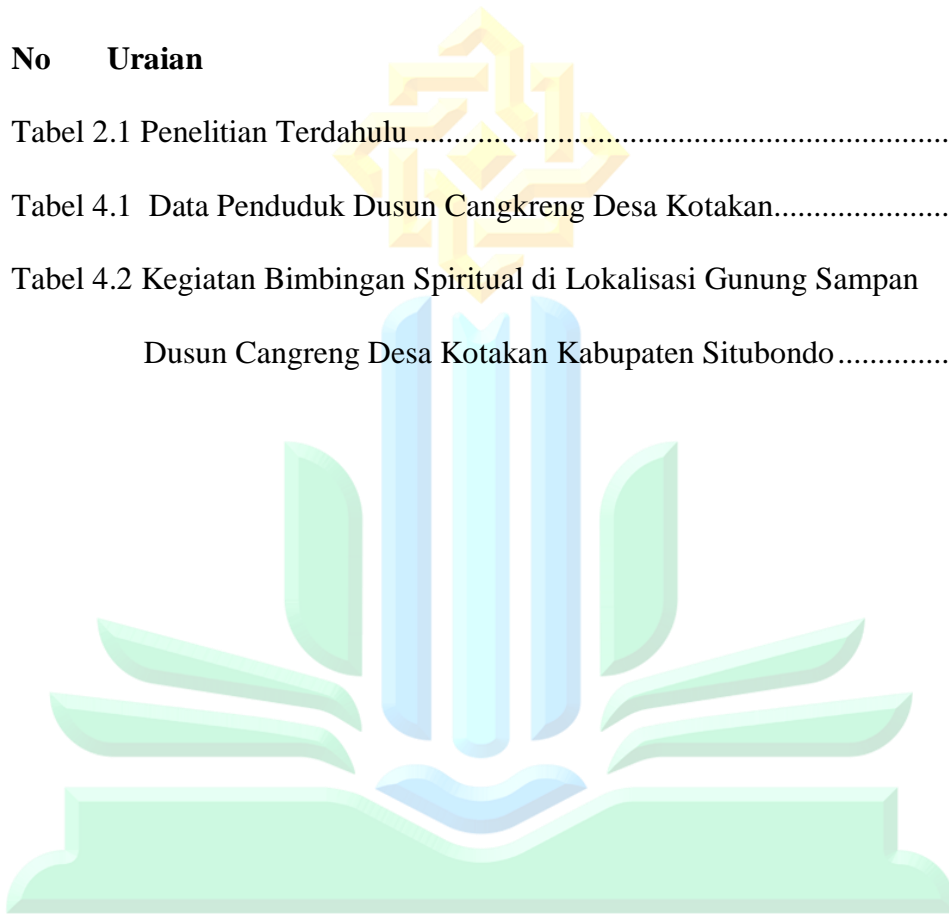 No Uraian
Tabel 2.1 Penelitian Terdahulu ............................................................
Tabel 4.1 Data Penduduk Dusun Cangkreng Desa Kotakan......................
Tabel 4.2 Kegiatan Bimbingan Spiritual di Lokalisasi Gunung Sampan
Dusun Cangreng Desa Kotakan Kabupaten Situbondo ..............